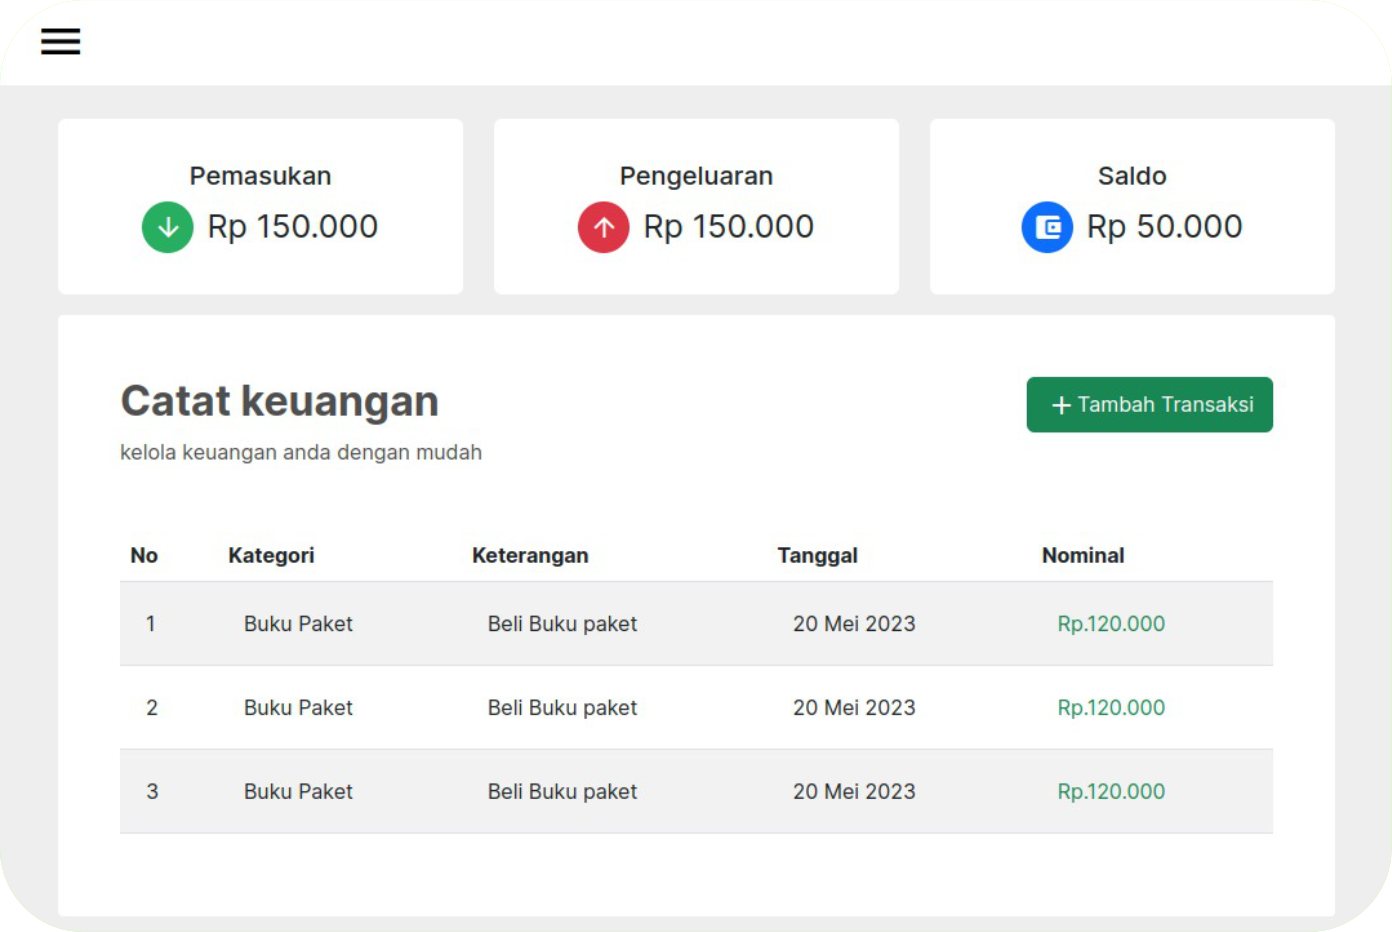 Pemasukan
Rp 150.000
Pengeluaran
Rp 150.000
Saldo
Rp 50.000
Catat keuangan
kelola keuangan anda dengan mudah
+ Tambah Transaksi
No Kategori Keterangan Tanggal Nominal
1 Buku Paket Beli Buku paket 20 Mei 2023 Rp.120.000
2 Buku Paket Beli Buku paket 20 Mei 2023 Rp.120.000
3 Buku Paket Beli Buku paket 20 Mei 2023 Rp.120.000